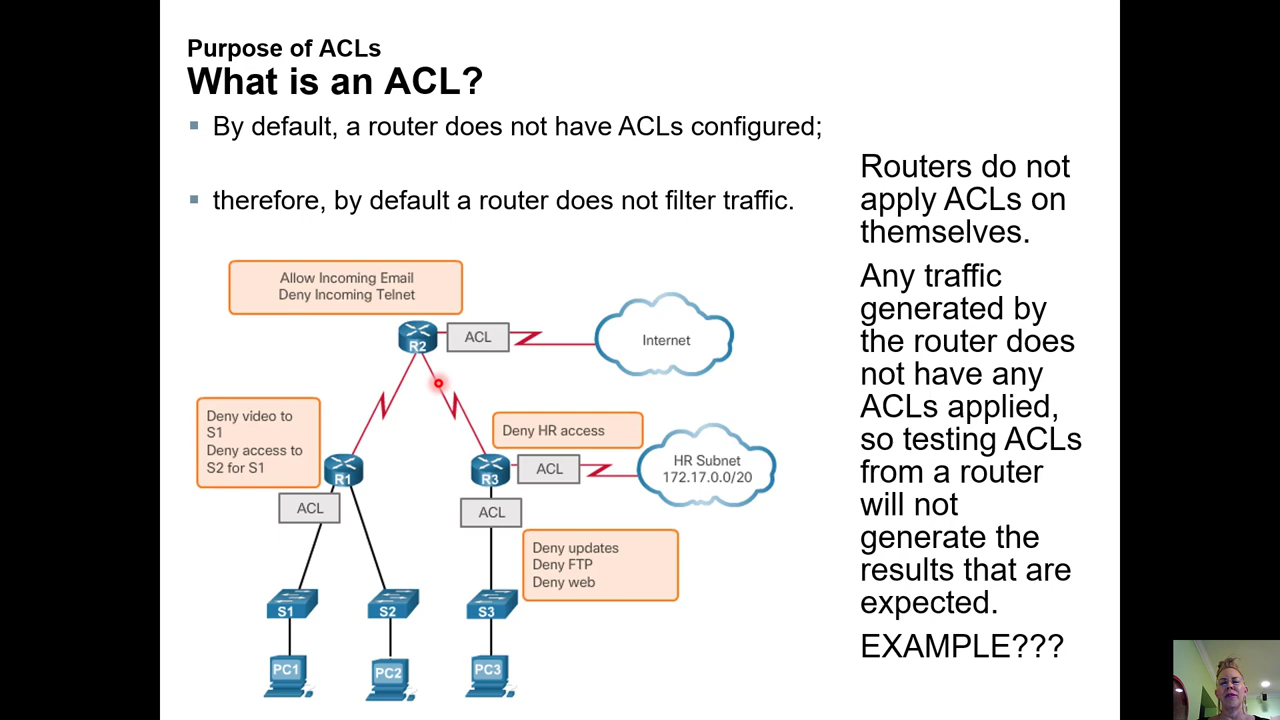 Purpose of ACLs
What is an ACL?
▪ By default, a router does not have ACLs configured;
▪ therefore, by default a router does not filter traffic.
Routers do not
apply ACLs on
themselves.
Any traffic
generated by
the router does
not have any
ACLs applied,
so testing ACLs
from a router
will not
generate the
results that are
expected.
EXAMPLE???
Allow Incoming Email
Deny Incoming Telnet
R2
ACL
Internet
Deny video to
S1
Deny access to
S2 for S1
R1
ACL
Deny HR access
R3
ACL
HR Subnet
172.17.0.0/20
ACL
Deny updates
Deny FTP
Deny web
S1
S2
S3
PC1
PC2
PC3